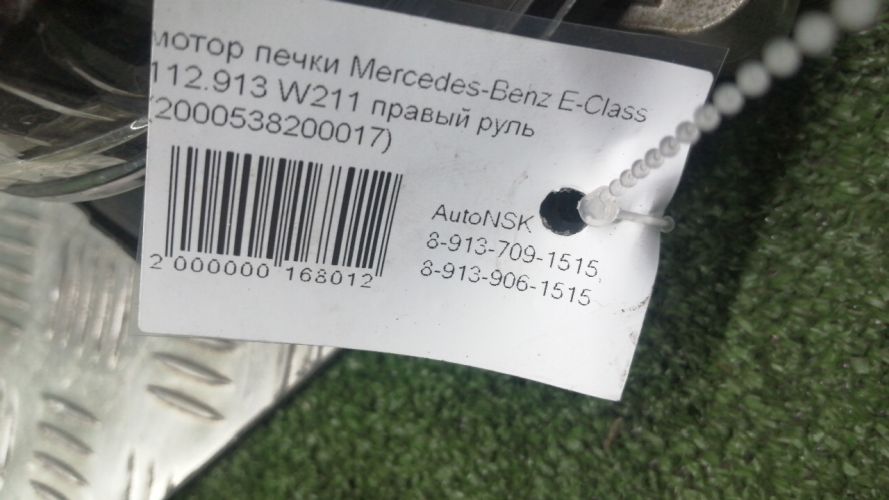 мотор печки Mercedes-Benz E-Class
112.913 W211 правый руль
(2000538200017)
AutoNSK
8-913-709-1515,
8-913-906-1515
2 000000 168012